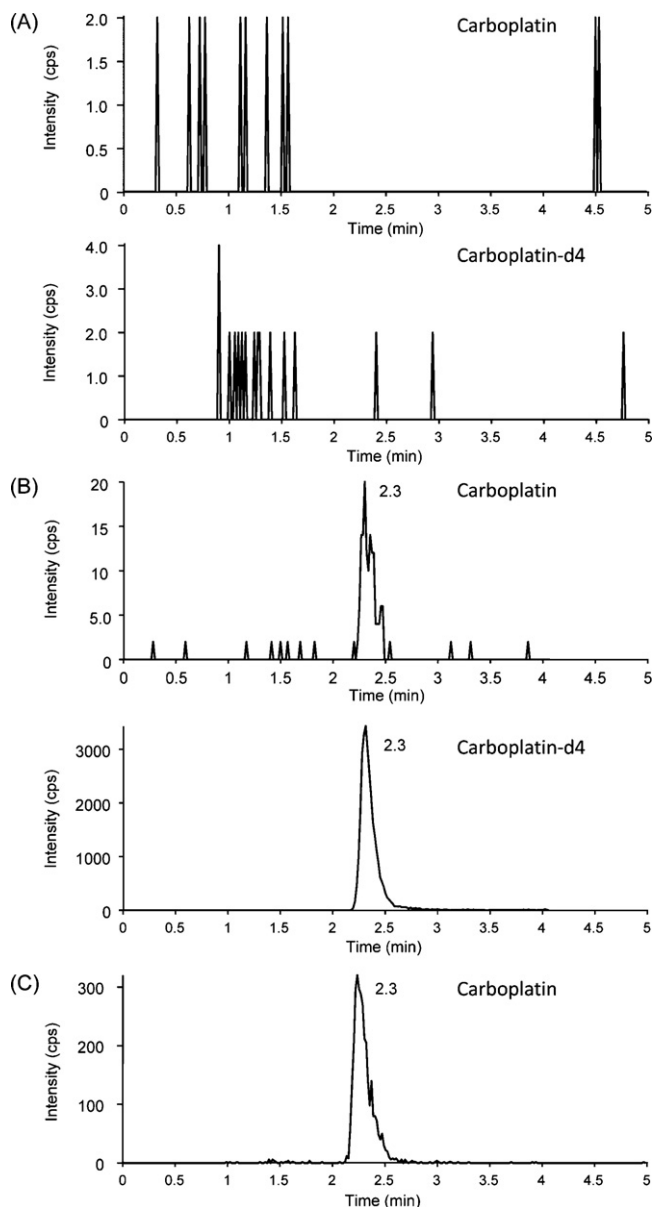 (A)
Carboplatin
Intensity (cps)
2.0
1.5
1.0
0.5
0
0 0.5 1 1.5 2 2.5 3 3.5 4 4.5 5
Time (min)
Carboplatin-d4
Intensity (cps)
4.0
3.0
2.0
1.0
0
0 0.5 1 1.5 2 2.5 3 3.5 4 4.5 5
Time (min)
(B)
Carboplatin
2.3
Intensity (cps)
20
15
10
5.0
0
0 0.5 1 1.5 2 2.5 3 3.5 4 4.5 5
Time (min)
Carboplatin-d4
2.3
Intensity (cps)
3000
2000
1000
0
0 0.5 1 1.5 2 2.5 3 3.5 4 4.5 5
Time (min)
(C)
Carboplatin
2.3
Intensity (cps)
300
200
100
0
0 0.5 1 1.5 2 2.5 3 3.5 4 4.5 5
Time (min)